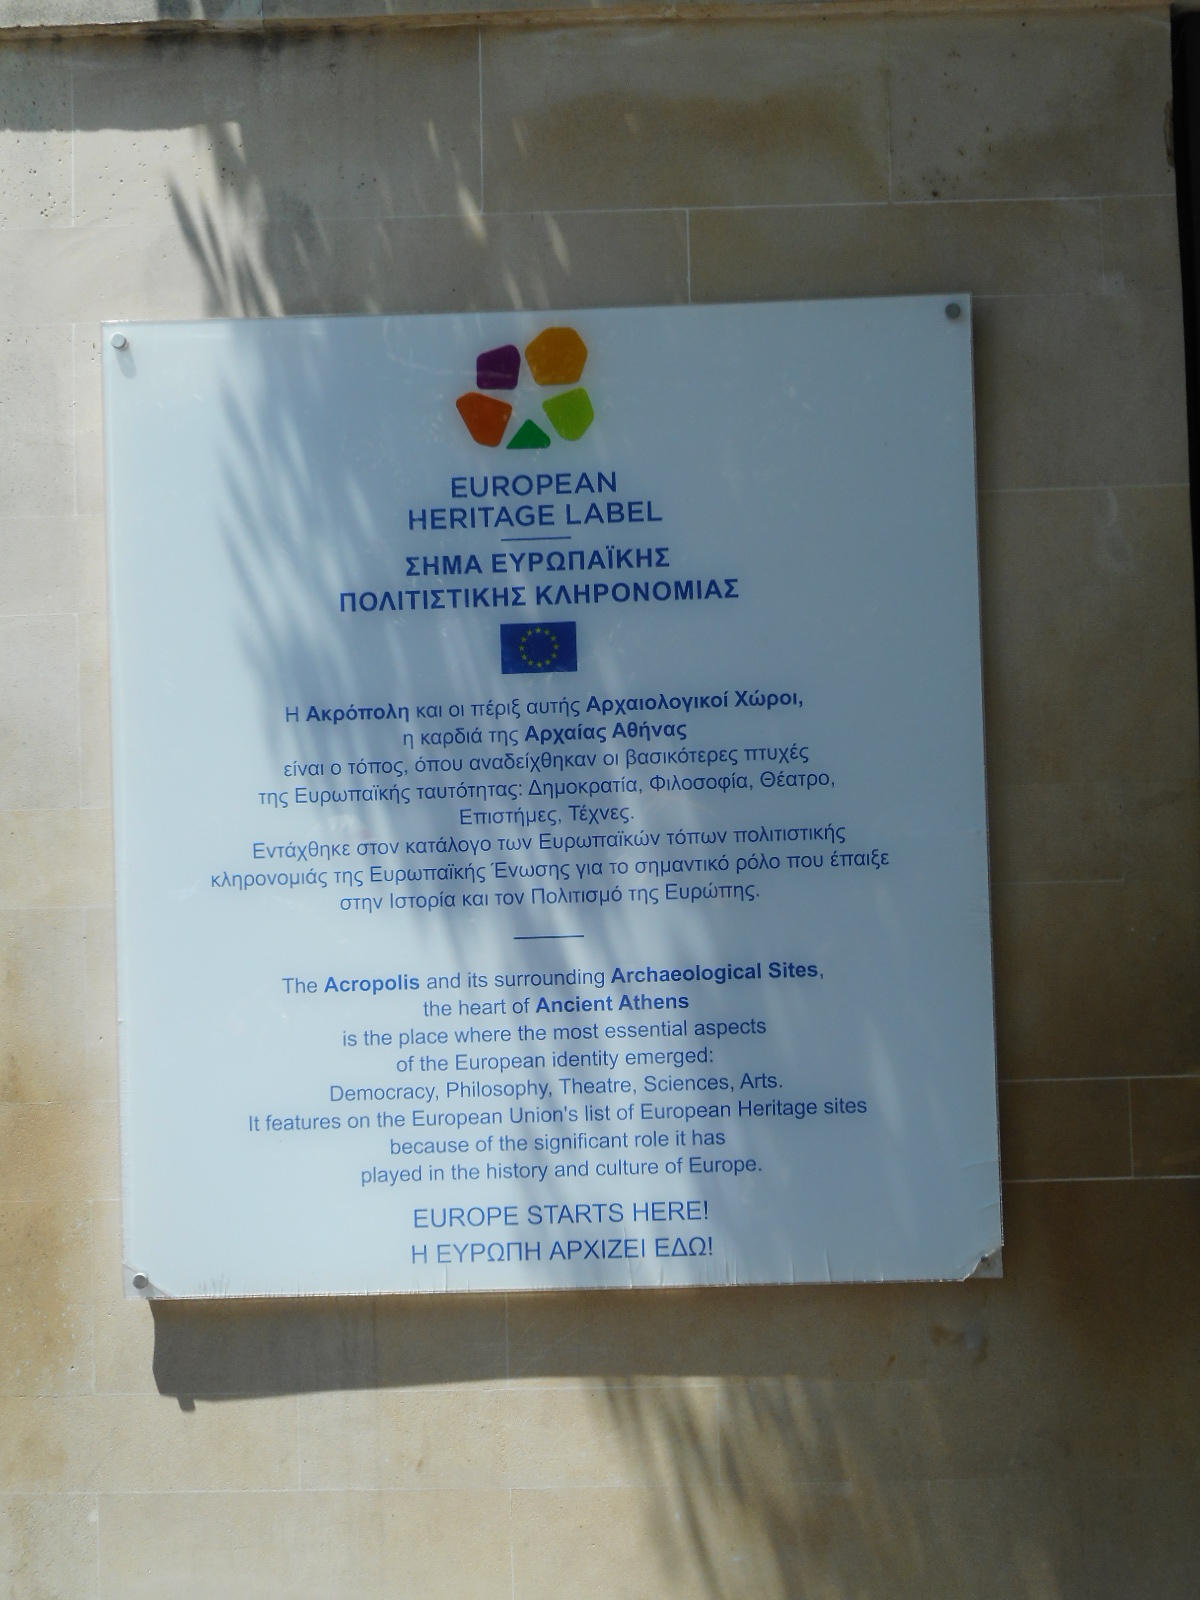 EUROPEAN
HERITAGE LABEL
ΣΗΜΑ ΕΥΡΩΠΑΪΚΗΣ
ΠΟΛΙΤΙΣΤΙΚΗΣ ΚΛΗΡΟΝΟΜΙΑΣ
Η Ακρόπολη και οι πέριξ αυτής Αρχαιολογικοί Χώροι,
η καρδιά της Αρχαίας Αθήνας
είναι ο τόπος, όπου αναδείχθηκαν οι βασικότερες πτυχές
της Ευρωπαϊκής ταυτότητας: Δημοκρατία, Φιλοσοφία, Θέατρο,
Επιστήμες, Τέχνες.
Εντάχθηκε στον κατάλογο των Ευρωπαϊκών τόπων πολιτιστικής
κληρονομιάς της Ευρωπαϊκής Ένωσης για το σημαντικό ρόλο που έπαιξε
στην Ιστορία και τον Πολιτισμό της Ευρώπης.
The Acropolis and its surrounding Archaeological Sites,
the heart of Ancient Athens
is the place where the most essential aspects
of the European identity emerged:
Democracy, Philosophy, Theatre, Sciences, Arts.
It features on the European Union's list of European Heritage sites
because of the significant role it has
played in the history and culture of Europe.
EUROPE STARTS HERE!
Η ΕΥΡΩΠΗ ΑΡΧΙΖΕΙ ΕΔΩ!